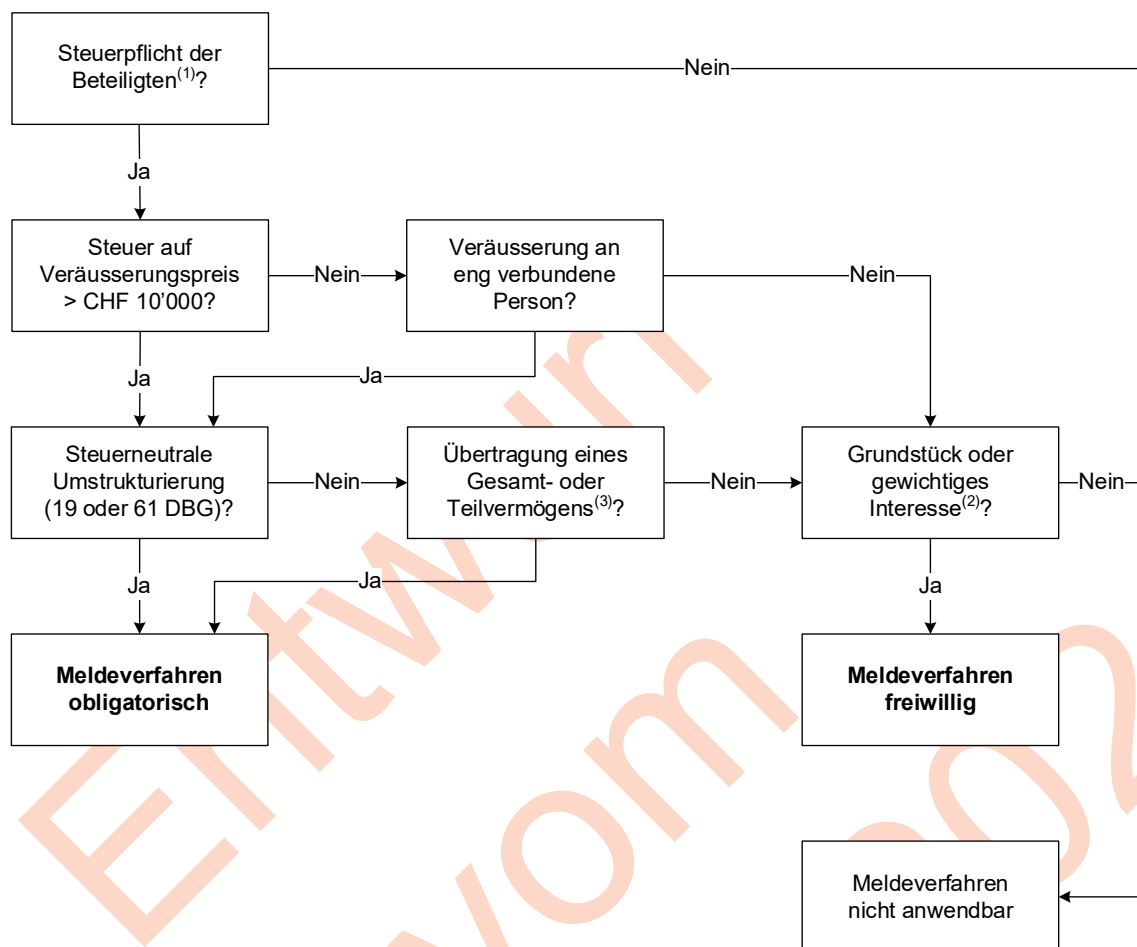 Steuerpflicht der
Beteiligten(1)?
Nein
Ja
Steuer auf
Veräusserungspreis
> CHF 10’000?
Nein
Veräusserung an
eng verbundene
Person?
Nein
Ja
Ja
Steuerneutrale
Umstrukturierung
(19 oder 61 DBG)?
Nein
Übertragung eines
Gesamt- oder
Teilvermögens(3)?
Nein
Grundstück oder
gewichtiges
Interesse(2)?
Nein
Ja
Ja
Ja
Meldeverfahren
obligatorisch
Meldeverfahren
freiwillig
Meldeverfahren
nicht anwendbar
Entwurf
vom